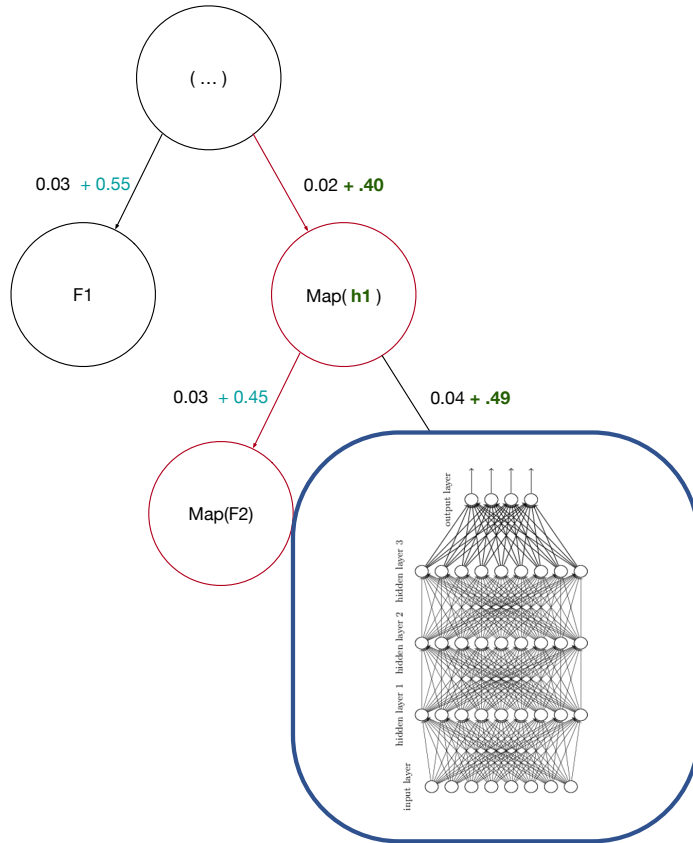 ( ... )
0.03 + 0.55
0.02 + .40
F1
Map( h1 )
0.03 + 0.45
0.04 + .49
Map(F2)
output layer
hidden layer 3
hidden layer 2
hidden layer 1
input layer